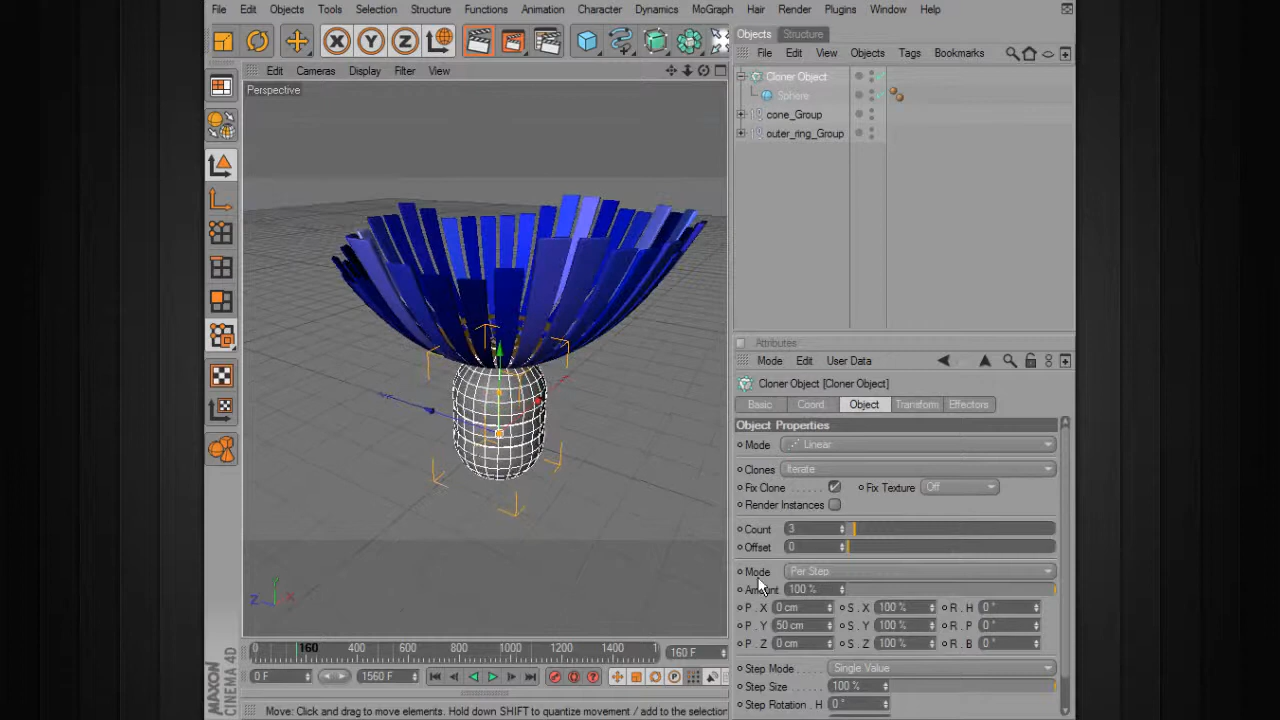 File Edit Objects Tools Selection Structure Functions Animation Character Dynamics MoGraph Hair Render Plugins Window Help
X Y Z
Objects Structure
File Edit View Objects Tags Bookmarks
Edit Cameras Display Filter View
Perspective
Cloner Object
Sphere
cone_Group
outer_ring_Group
Attributes
Mode Edit User Data
Cloner Object [Cloner Object]
Basic Coord Object Transform Effectors
Object Properties
Mode Linear
Clones Iterate
Fix Clone Fix Texture Off
Render Instances
Count 3
Offset 0
Mode Per Step
Amount 100 %
P . X 0 cm S . X 100 % R . H 0 °
P . Y 50 cm S . Y 100 % R . P 0 °
P . Z 0 cm S . Z 100 % R . B 0 °
Step Mode Single Value
Step Size 100 %
Step Rotation . H 0 °
Y
Z X
0 160 400 600 800 1000 1200 1400 160 F
0 F 1560 F
MAXON CINEMA 4D
Move: Click and drag to move elements. Hold down SHIFT to quantize movement / add to the selection